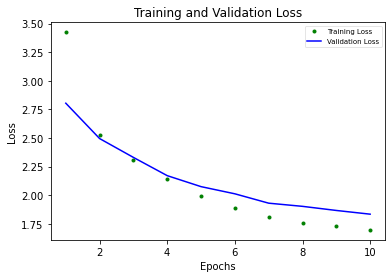 Training and Validation Loss
Training Loss
Validation Loss
3.50
3.25
3.00
2.75
2.50
2.25
2.00
1.75
Loss
2 4 6 8 10
Epochs